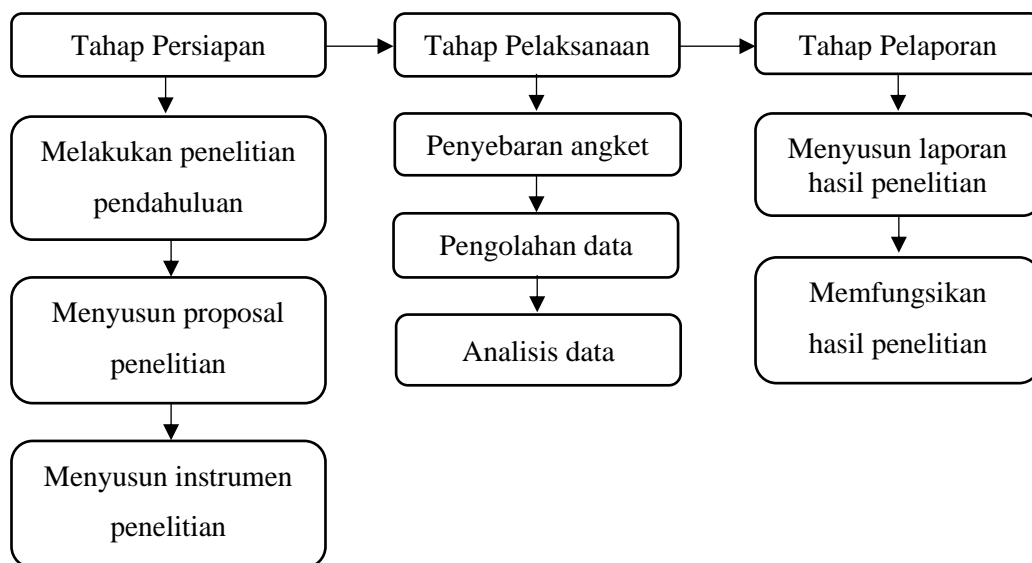 Tahap Persiapan
Tahap Pelaksanaan
Tahap Pelaporan
Melakukan penelitian
pendahuluan
Menyusun proposal
penelitian
Menyusun instrumen
penelitian
Penyebaran angket
Pengolahan data
Analisis data
Menyusun laporan
hasil penelitian
Memfungsikan
hasil penelitian